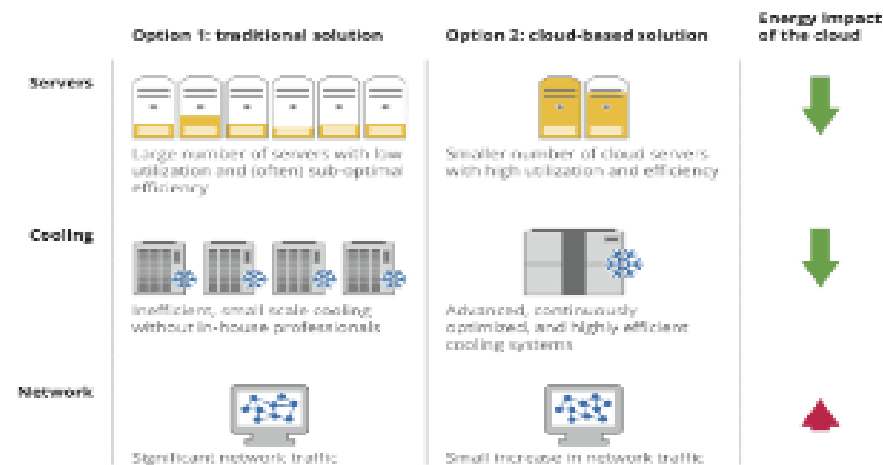 Energy impact
of the cloud
Option 1: traditional solution
Option 2: cloud-based solution
Servers
Large number of servers with low
utilization and (often) sub-optimal
efficiency
Smaller number of cloud servers
with high utilization and efficiency
Cooling
Inefficient, small scale cooling
without in-house professionals
Advanced, continuously
optimized, and highly efficient
cooling systems
Network
Significant network traffic
Small increase in network traffic